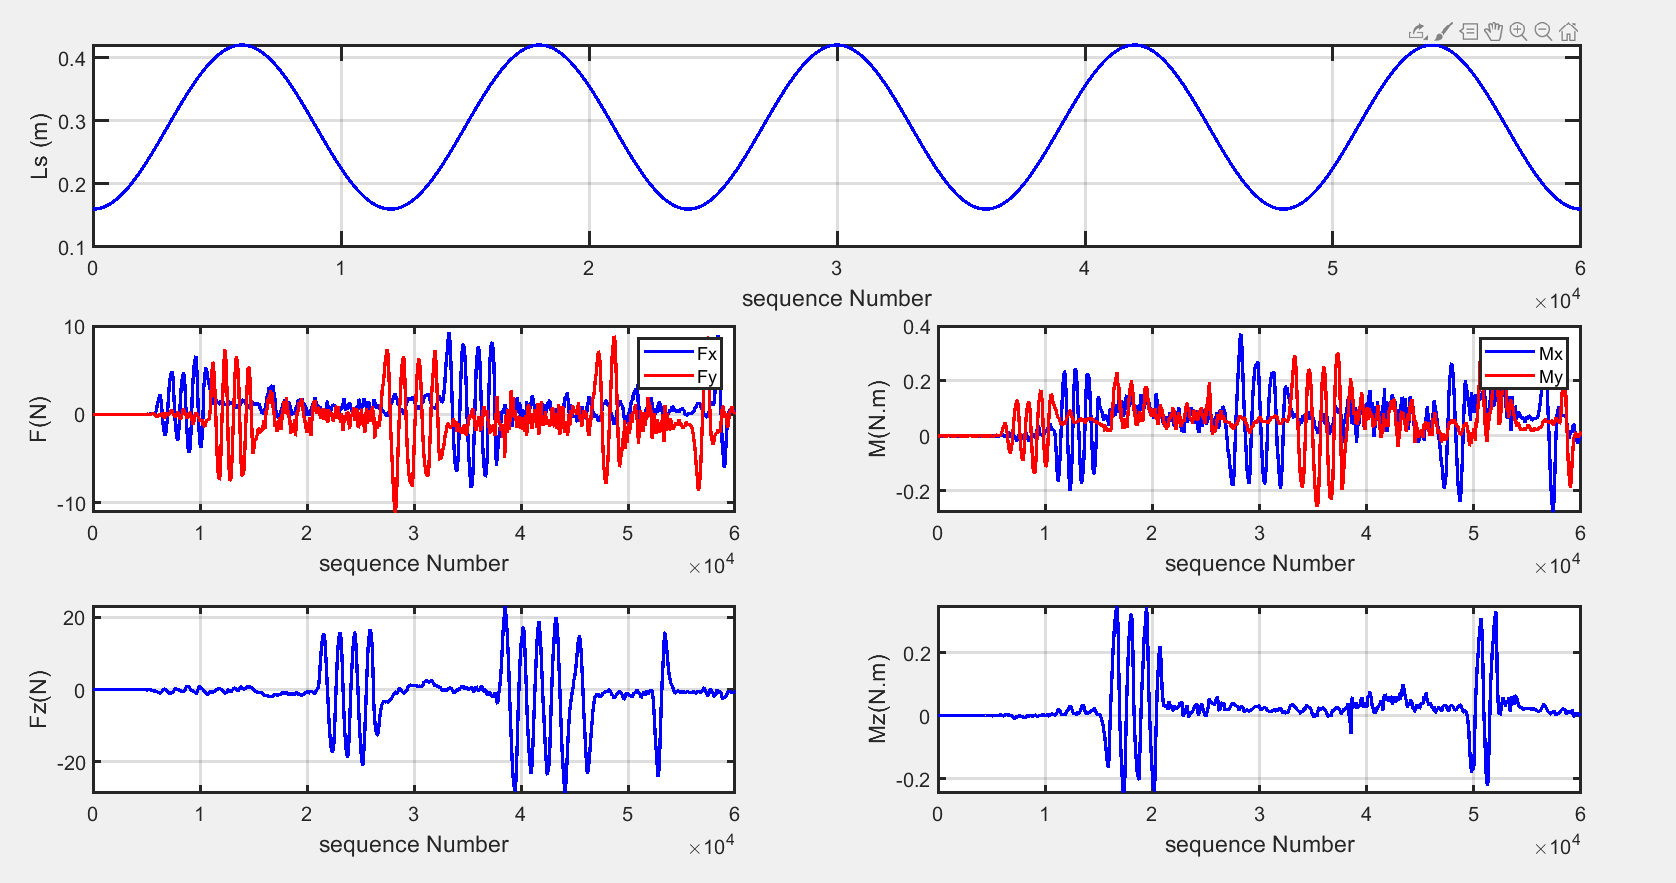 Ls (m)
0.4
0.3
0.2
0.1
0 1 2 3 4 5 6
sequence Number
×10^4
F(N)
10
0
-10
Fx
Fy
0 1 2 3 4 5 6
sequence Number
×10^4
M(N.m)
0.4
0.2
0
-0.2
Mx
My
0 1 2 3 4 5 6
sequence Number
×10^4
Fz(N)
20
0
-20
0 1 2 3 4 5 6
sequence Number
×10^4
Mz(N.m)
0.2
0
-0.2
0 1 2 3 4 5 6
sequence Number
×10^4